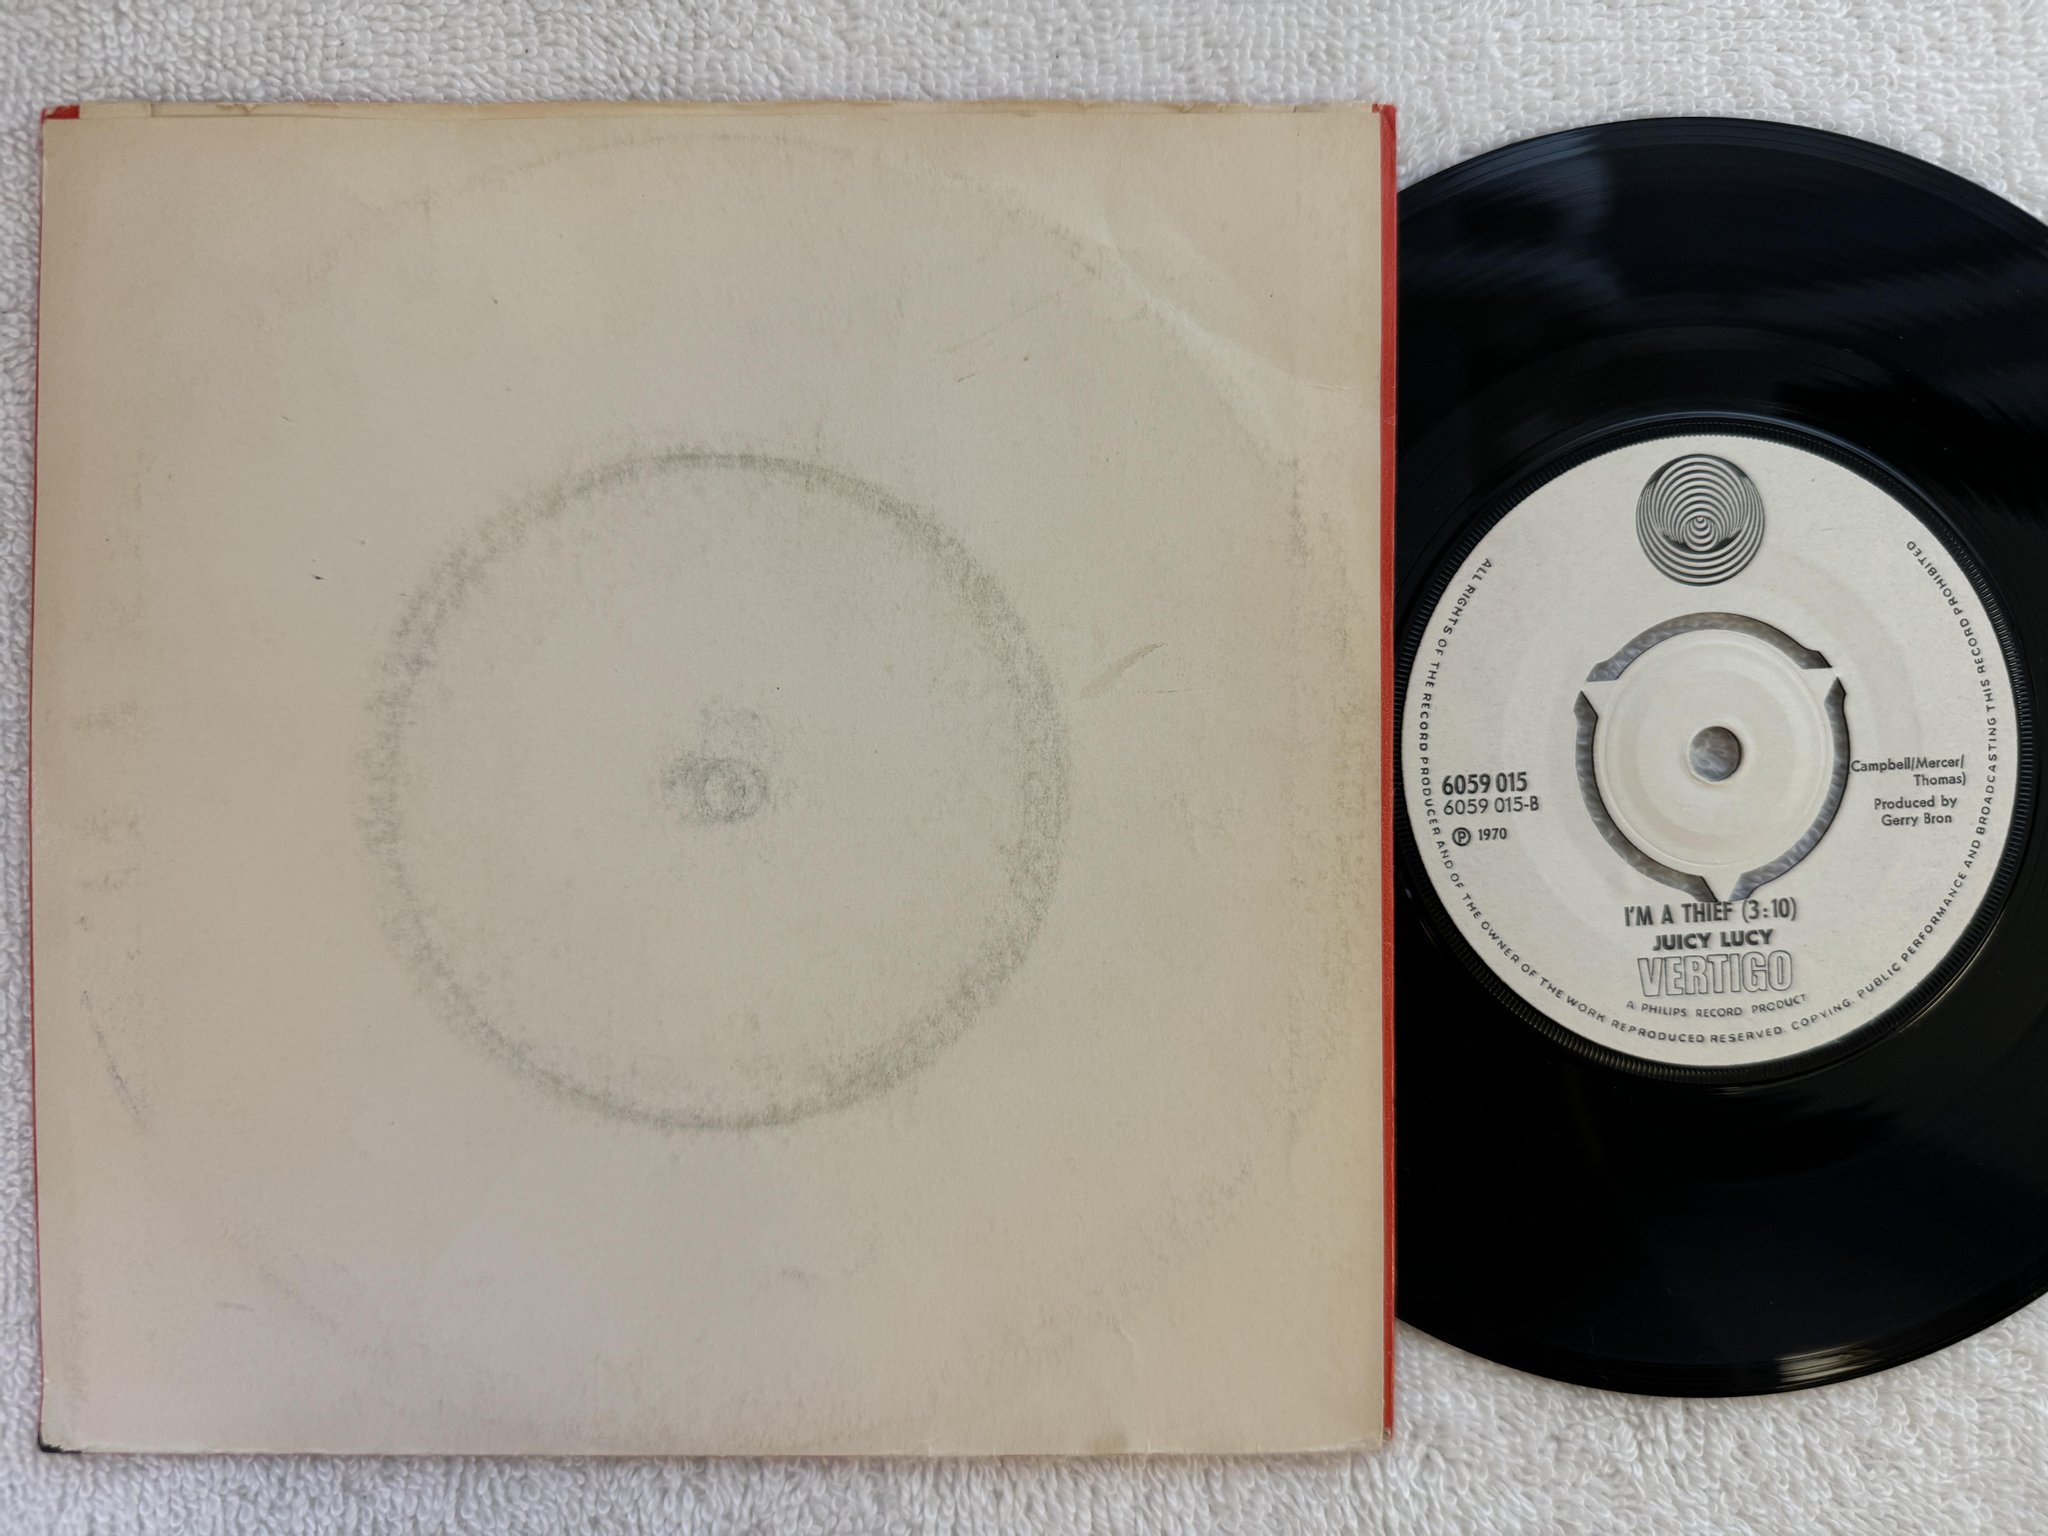 ALL RIGHTS OF THE RECORD PRODUCER AND OF THE OWNER OF THE WORK REPRODUCED RESERVED. COPYING, PUBLIC PERFORMANCE AND BROADCASTING THIS RECORD PROHIBITED
6059 015
6059 015-B
Ⓟ 1970
(Campbell/Mercer/
Thomas)
Produced by
Gerry Bron
I'M A THIEF (3:10)
JUICY LUCY
VERTIGO
A PHILIPS RECORD PRODUCT